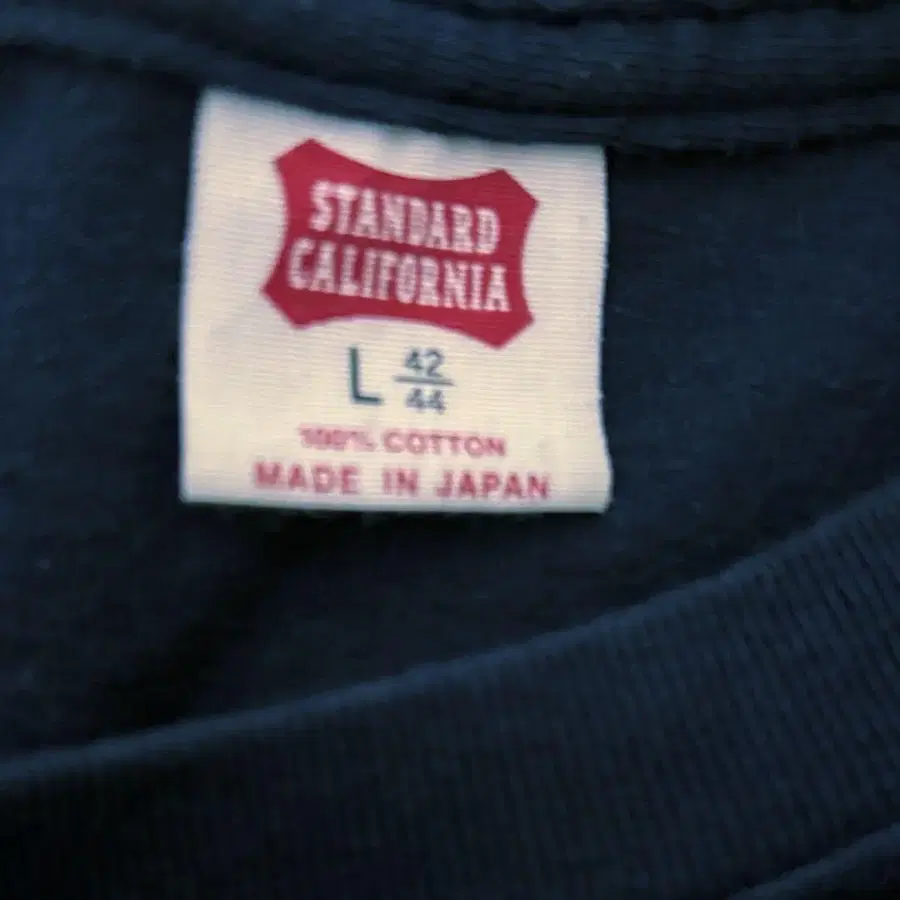 STANDARD
CALIFORNIA
L 42/44
100% COTTON
MADE IN JAPAN